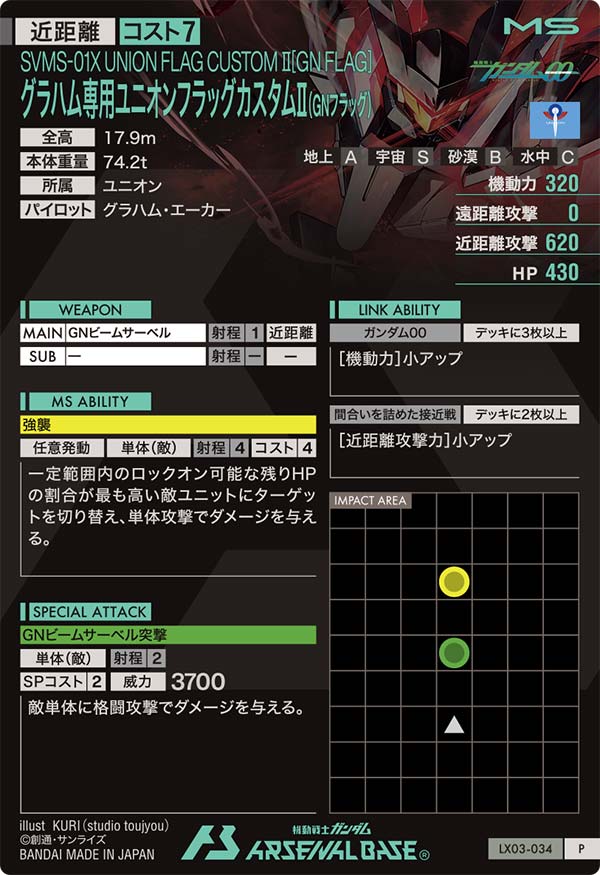 近距離 コスト7 MS
SVMS-01X UNION FLAG CUSTOM Ⅱ[GN FLAG]
グラハム専用ユニオンフラッグカスタムⅡ(GNフラッグ)
ガンダム00
全高 17.9m
本体重量 74.2t
所属 ユニオン
パイロット グラハム・エーカー
地上 A 宇宙 S 砂漠 B 水中 C
機動力 320
遠距離攻撃 0
近距離攻撃 620
HP 430
WEAPON
MAIN GNビームサーベル 射程 1 近距離
SUB ー 射程 ー ー
MS ABILITY
強襲
任意発動 単体(敵) 射程 4 コスト 4
一定範囲内のロックオン可能な残りHP
の割合が最も高い敵ユニットにターゲッ
トを切り替え、単体攻撃でダメージを与え
る。
SPECIAL ATTACK
GNビームサーベル突撃
単体(敵) 射程 2
SPコスト 2 威力 3700
敵単体に格闘攻撃でダメージを与える。
LINK ABILITY
ガンダム00 デッキに3枚以上
[機動力]小アップ
間合いを詰めた接近戦 デッキに2枚以上
[近距離攻撃力]小アップ
IMPACT AREA
illust KURI(studio toujyou)
©創通・サンライズ
BANDAI MADE IN JAPAN
機動戦士ガンダム
ARSENAL BASE®
LX03-034 P